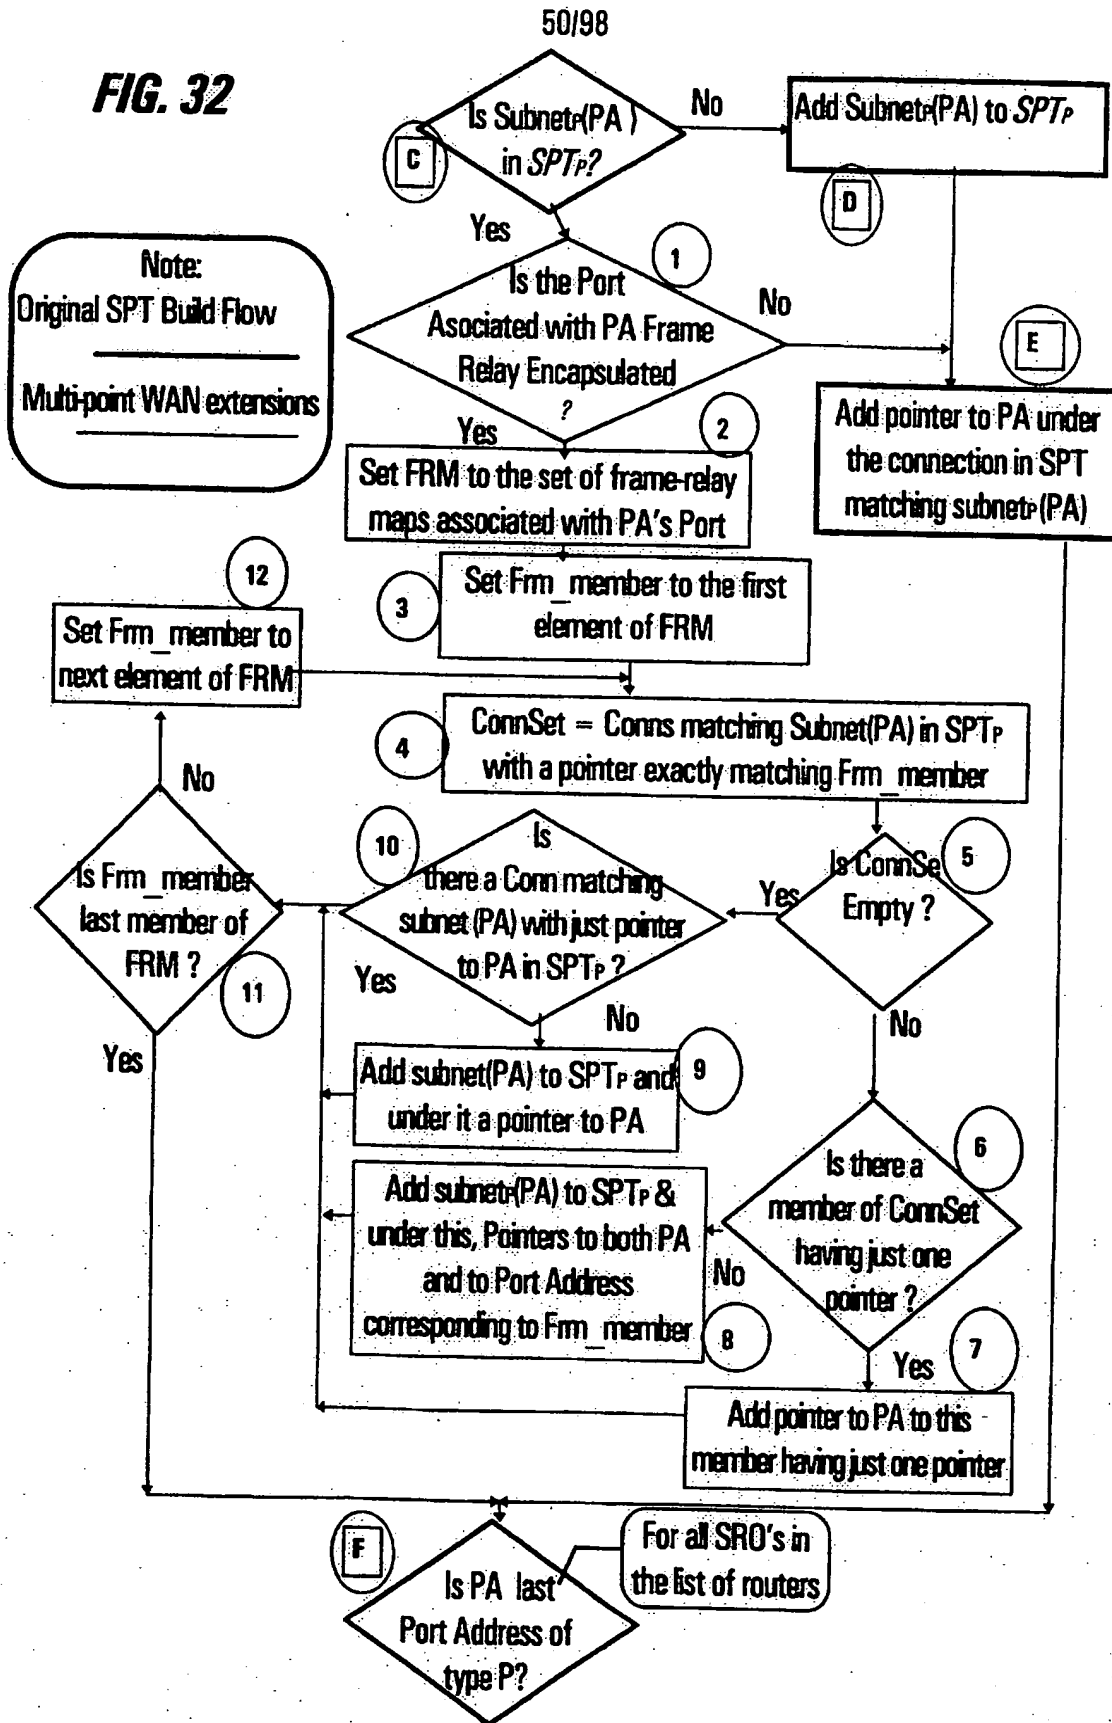 50/98
FIG. 32
Is Subnetp(PA)
in SPTp?
C
No
Add Subnetp(PA) to SPTp
D
Yes
Note:
Original SPT Build Flow
Multi-point WAN extensions
1
Is the Port
Asociated with PA Frame
Relay Encapsulated
?
No
E
Add pointer to PA under
the connection in SPT
matching subnetp(PA)
Yes
2
Set FRM to the set of frame-relay
maps associated with PA's Port
12
Set Frm_member to
next element of FRM
3
Set Frm_member to the first
element of FRM
4
ConnSet = Conns matching Subnet(PA) in SPTp
with a pointer exactly matching Frm_member
No
10
Is
there a Conn matching
subnet (PA) with just pointer
to PA in SPTp ?
Yes
Is ConnSe
Empty ?
5
Is Frm_member
last member of
FRM ?
11
Yes
No
No
Yes
Add subnet(PA) to SPTp and
under it a pointer to PA
9
6
Is there a
member of ConnSet
having just one
pointer ?
Add subnetp(PA) to SPTp &
under this, Pointers to both PA
and to Port Address
corresponding to Frm_member
No
8
7
Yes
Add pointer to PA to this
member having just one pointer
F
Is PA last
Port Address of
type P?
For all SRO's in
the list of routers